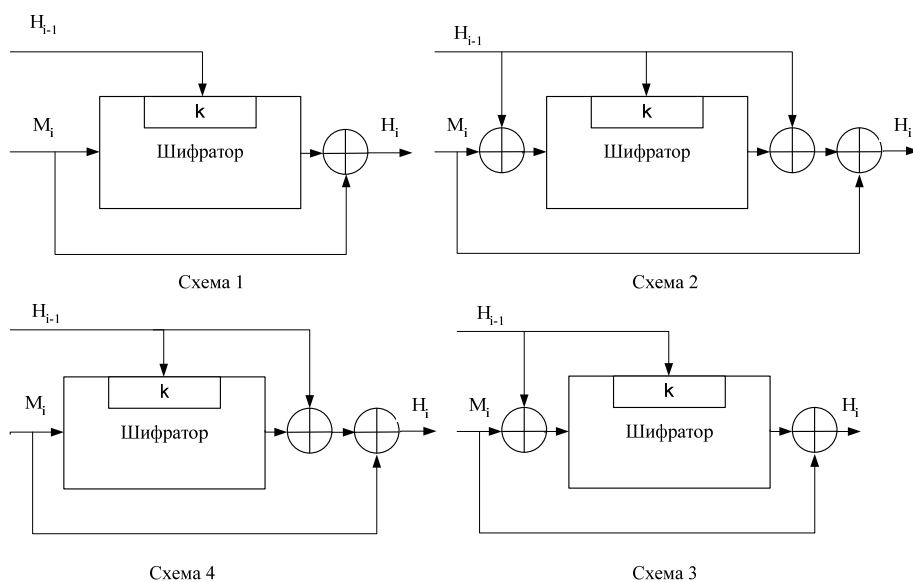 H_{i-1}
k
M_i
Шифратор
H_i
Схема 1
H_{i-1}
k
M_i
Шифратор
H_i
Схема 2
H_{i-1}
k
M_i
Шифратор
H_i
Схема 4
H_{i-1}
k
M_i
Шифратор
H_i
Схема 3